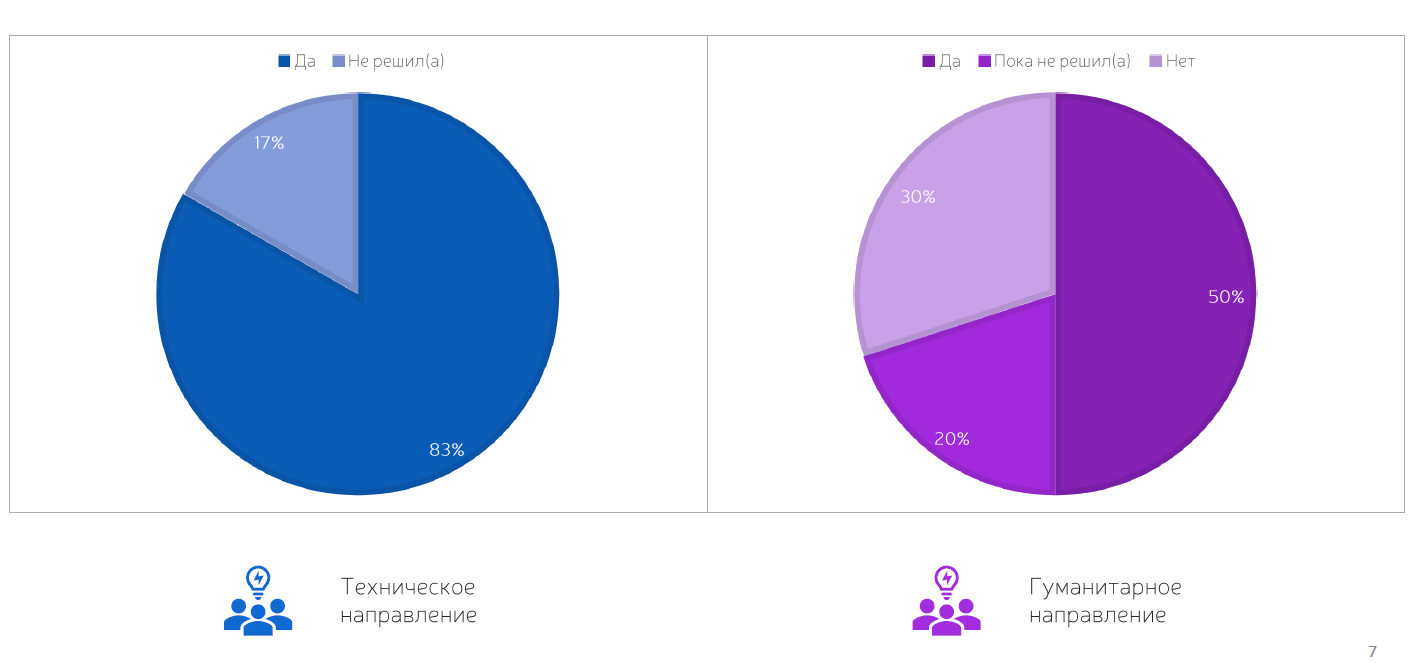 Да Не решил(а)
17%
83%
Да Пока не решил(а) Нет
30%
50%
20%
Техническое
направление
Гуманитарное
направление
7